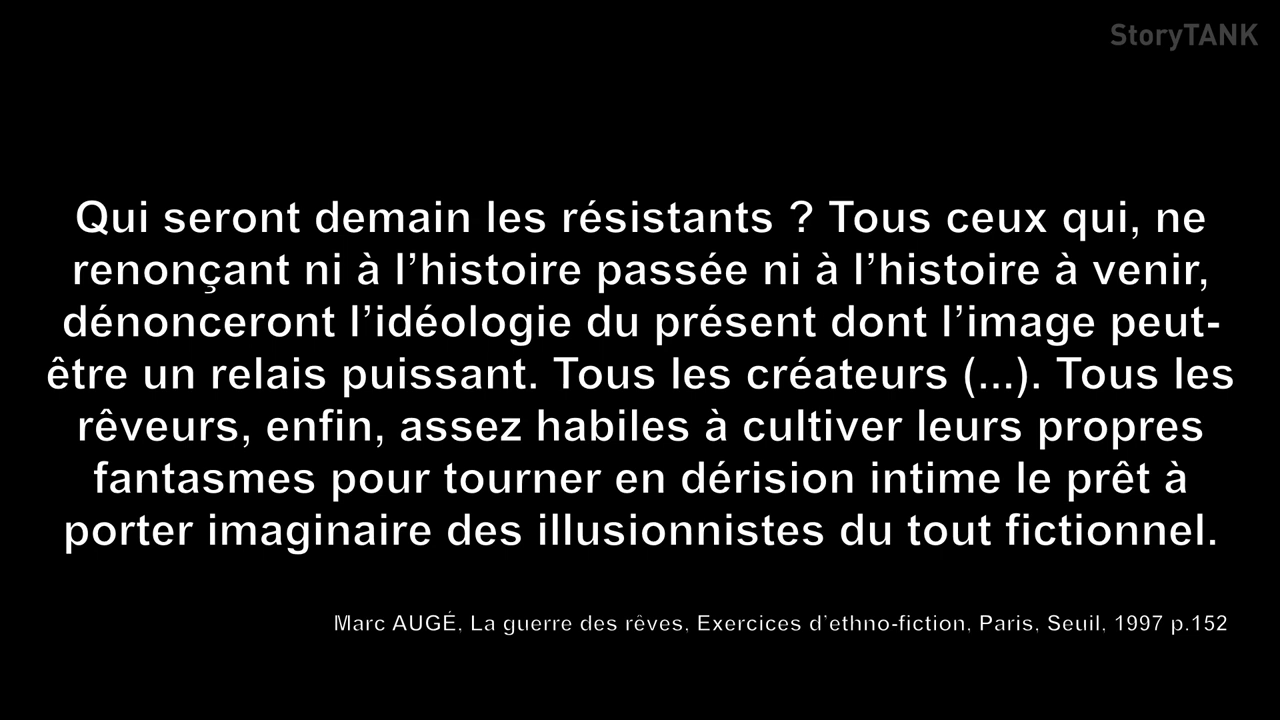 StoryTANK
Qui seront demain les résistants ? Tous ceux qui, ne
renonçant ni à l’histoire passée ni à l’histoire à venir,
dénonceront l’idéologie du présent dont l’image peut-
être un relais puissant. Tous les créateurs (...). Tous les
rêveurs, enfin, assez habiles à cultiver leurs propres
fantasmes pour tourner en dérision intime le prêt à
porter imaginaire des illusionnistes du tout fictionnel.
Marc AUGÉ, La guerre des rêves, Exercices d’ethno-fiction, Paris, Seuil, 1997 p.152